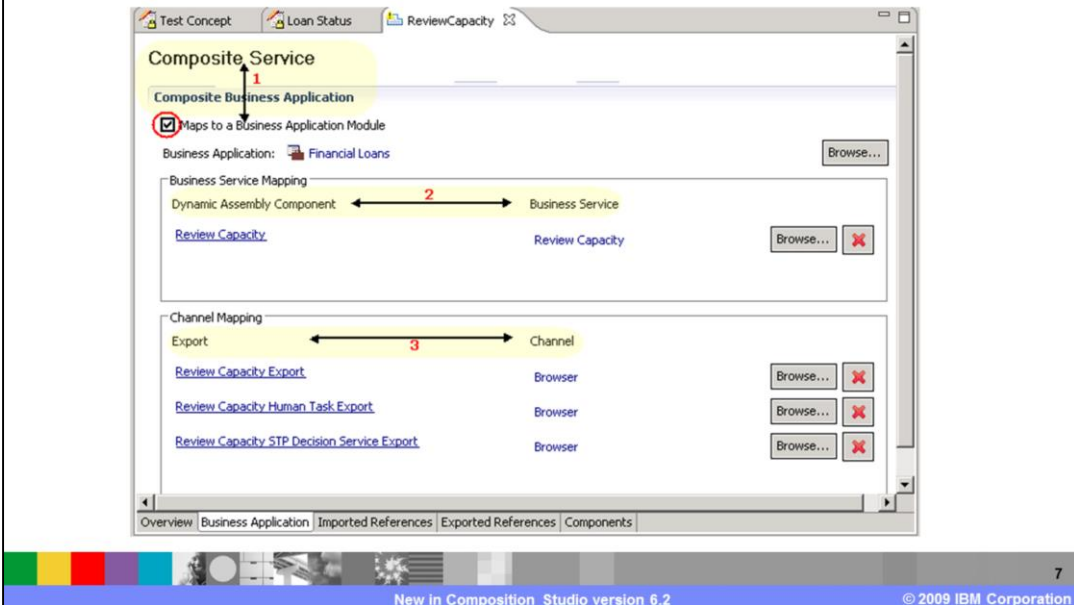 Test Concept Loan Status ReviewCapacity
Composite Service
1
Composite Business Application
Maps to a Business Application Module
Business Application: Financial Loans Browse...
Business Service Mapping
Dynamic Assembly Component 2 Business Service
Review Capacity Review Capacity Browse...
Channel Mapping
Export 3 Channel
Review Capacity Export Browser Browse...
Review Capacity Human Task Export Browser Browse...
Review Capacity STP Decision Service Export Browser Browse...
Overview Business Application Imported References Exported References Components
7
New in Composition Studio version 6.2 © 2009 IBM Corporation